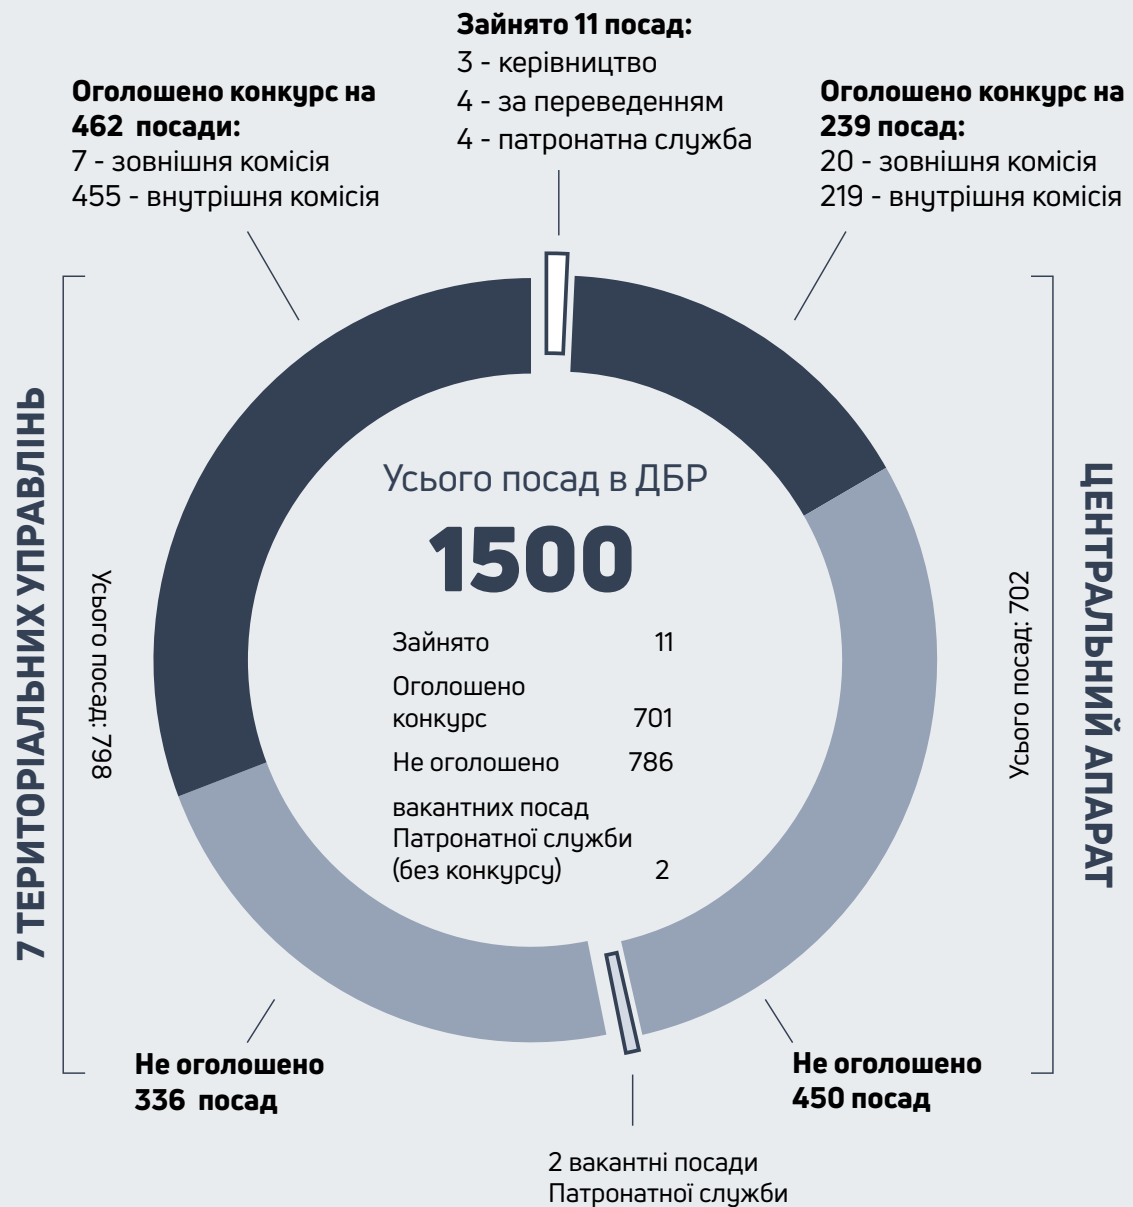 Зайнято 11 посад:
3 - керівництво
4 - за переведенням
4 - патронатна служба
Оголошено конкурс на
462 посади:
7 - зовнішня комісія
455 - внутрішня комісія
Оголошено конкурс на
239 посад:
20 - зовнішня комісія
219 - внутрішня комісія
7 ТЕРИТОРІАЛЬНИХ УПРАВЛІНЬ
Усього посад: 798
Усього посад в ДБР
1500
Зайнято 11
Оголошено
конкурс 701
Не оголошено 786
вакантних посад
Патронатної служби
(без конкурсу) 2
Усього посад: 702
ЦЕНТРАЛЬНИЙ АПАРАТ
Не оголошено
336 посад
Не оголошено
450 посад
2 вакантні посади
Патронатної служби